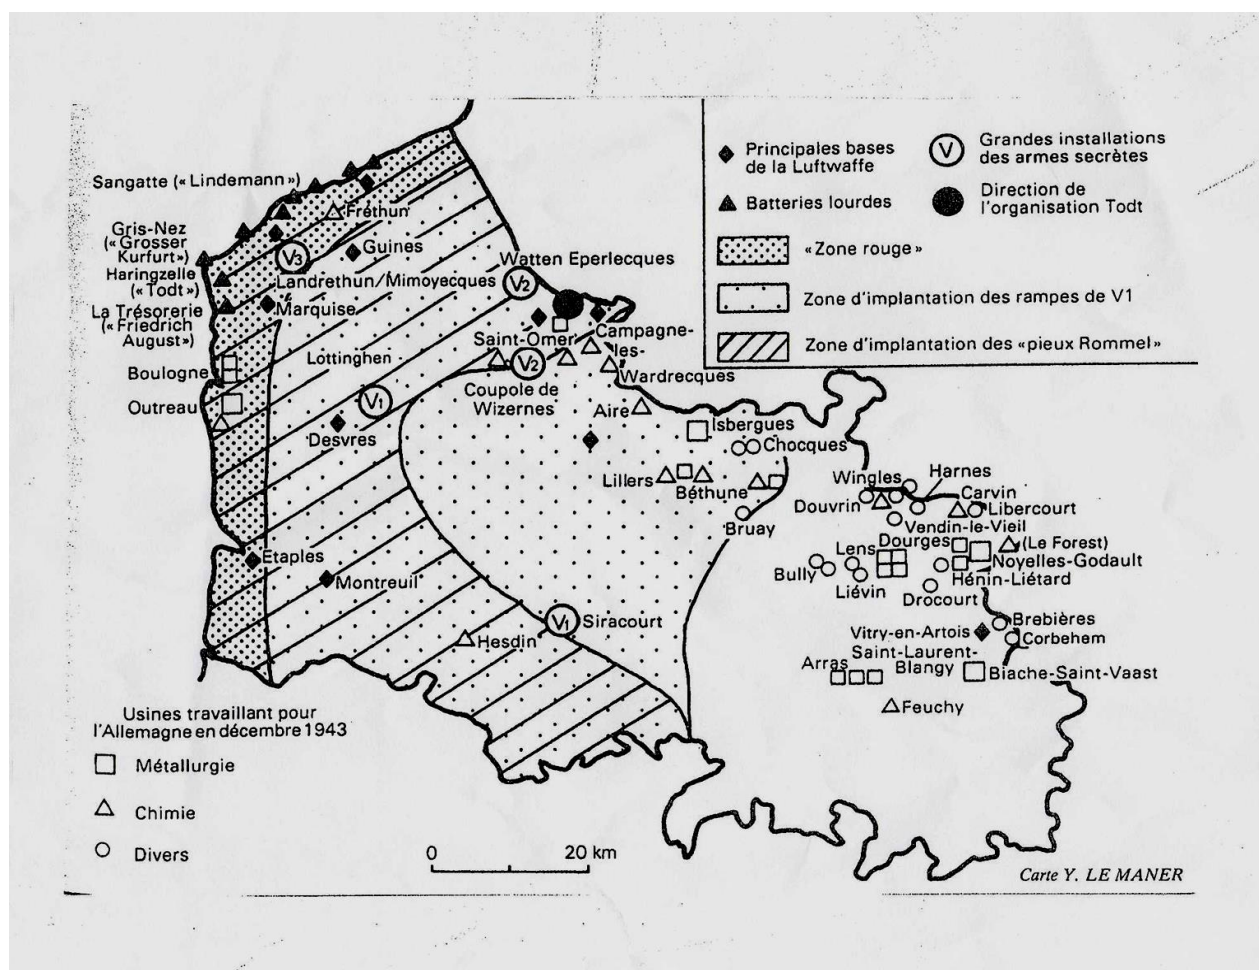 Principales bases
de la Luftwaffe
Batteries lourdes
V
Grandes installations
des armes secrètes
Direction de
l'organisation Todt
«Zone rouge»
Zone d'implantation des rampes de V1
Zone d'implantation des «pieux Rommel»
Sangatte («Lindemann»)
Fréthun
Gris-Nez
(«Grosser
Kurfurt»)
Haringzelle
(«Todt»)
La Trésorerie
(«Friedrich
August»)
V3
Guines
Landrethun/Mimoyecques
Marquise
Watten Eperlecques
V2
Saint-Omer
Campagne-
les-
Wardrecques
V2
Coupole de
Wizernes
Lottinghen
Boulogne
Outreau
V1
Desvres
Aire
Isbergues
Chocques
Lillers
Béthune
Bruay
Wingles
Harnes
Douvrin
Carvin
Libercourt
Vendin-le-Vieil
Dourges
(Le Forest)
Lens
Noyelles-Godault
Bully
Hénin-Liétard
Liévin
Drocourt
Etaples
Montreuil
V1
Siracourt
Hesdin
Brebières
Vitry-en-Artois
Corbehem
Saint-Laurent-
Blangy
Arras
Biache-Saint-Vaast
Feuchy
Usines travaillant pour
l'Allemagne en décembre 1943
Métallurgie
Chimie
Divers
0 20 km
Carte Y. LE MANER